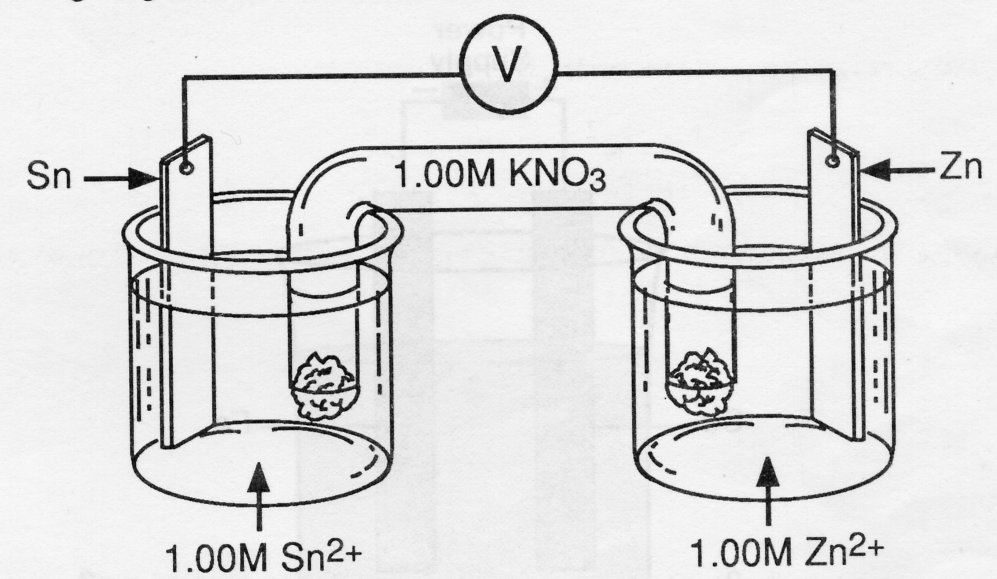 V
Sn
1.00M KNO₃
Zn
1.00M Sn²⁺
1.00M Zn²⁺